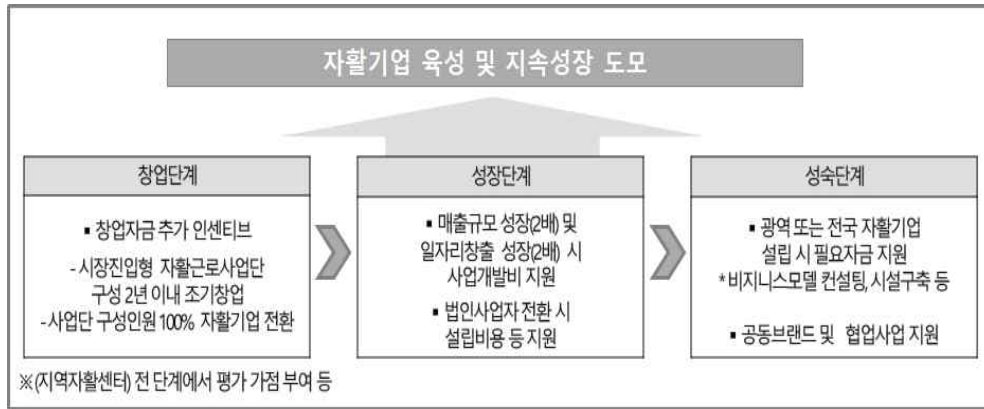 자활기업 육성 및 지속성장 도모
창업단계
▪ 창업자금 추가 인센티브
- 시장진입형 자활근로사업단
구성 2년 이내 조기창업
- 사업단 구성인원 100% 자활기업 전환
성장단계
▪ 매출규모 성장(2배) 및
일자리창출 성장(2배) 시
사업개발비 지원
▪ 법인사업자 전환 시
설립비용 등 지원
성숙단계
▪ 광역 또는 전국 자활기업
설립 시 필요자금 지원
* 비지니스모델 컨설팅, 시설구축 등
▪ 공동브랜드 및 협업사업 지원
※(지역자활센터) 전 단계에서 평가 가점 부여 등